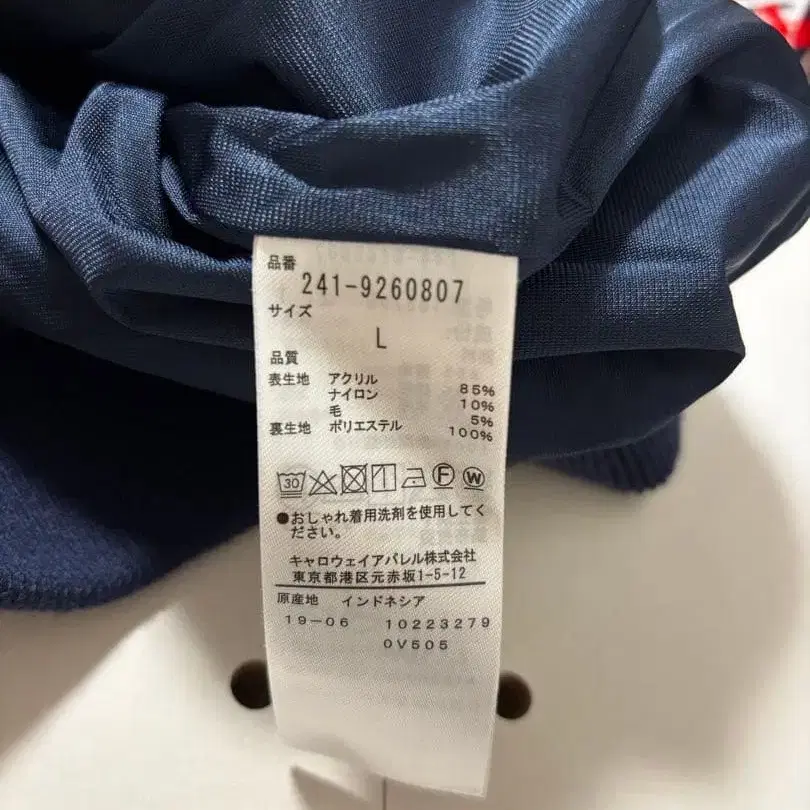 品番
241-9260807
サイズ
L
品質
表生地 アクリル 85%
ナイロン 10%
毛 5%
裏生地 ポリエステル 100%
30 F W
●おしゃれ着用洗剤を使用してく
ださい。
キャロウェイアパレル株式会社
東京都港区元赤坂1-5-12
原産地 インドネシア
19-06 10223279
0V505